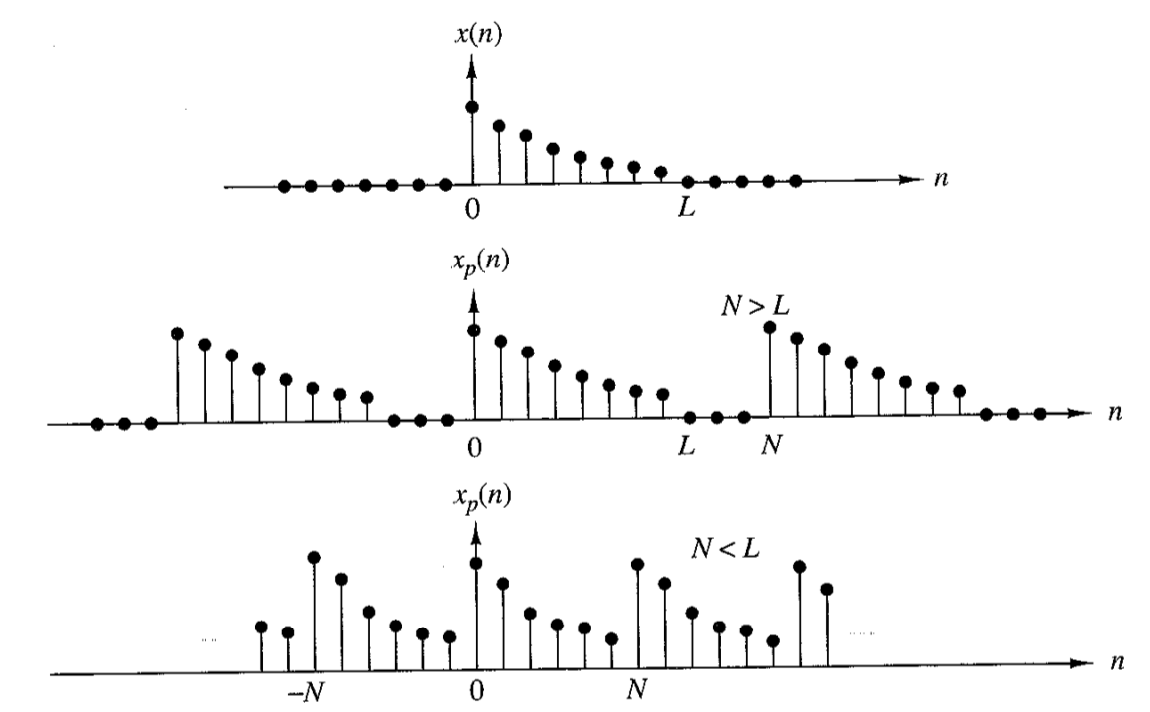 x(n)
n
0 L
x_p(n)
N > L
n
0 L N
x_p(n)
N < L
n
–N 0 N